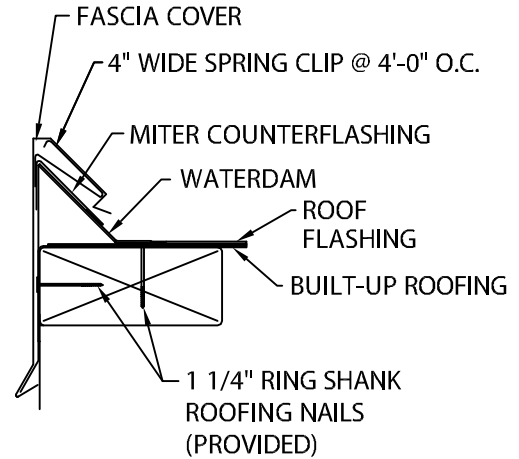 FASCIA COVER
4" WIDE SPRING CLIP @ 4'-0" O.C.
MITER COUNTERFLASHING
WATERDAM
ROOF
FLASHING
BUILT-UP ROOFING
1 1/4" RING SHANK
ROOFING NAILS
(PROVIDED)